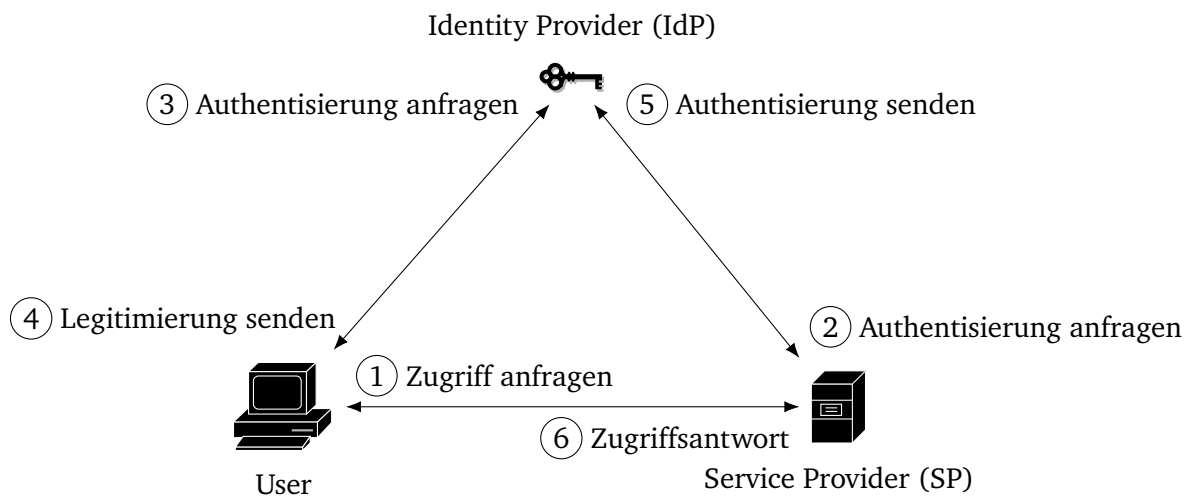 Identity Provider (IdP)
3 Authentisierung anfragen
5 Authentisierung senden
4 Legitimierung senden
2 Authentisierung anfragen
1 Zugriff anfragen
6 Zugriffsantwort
User
Service Provider (SP)